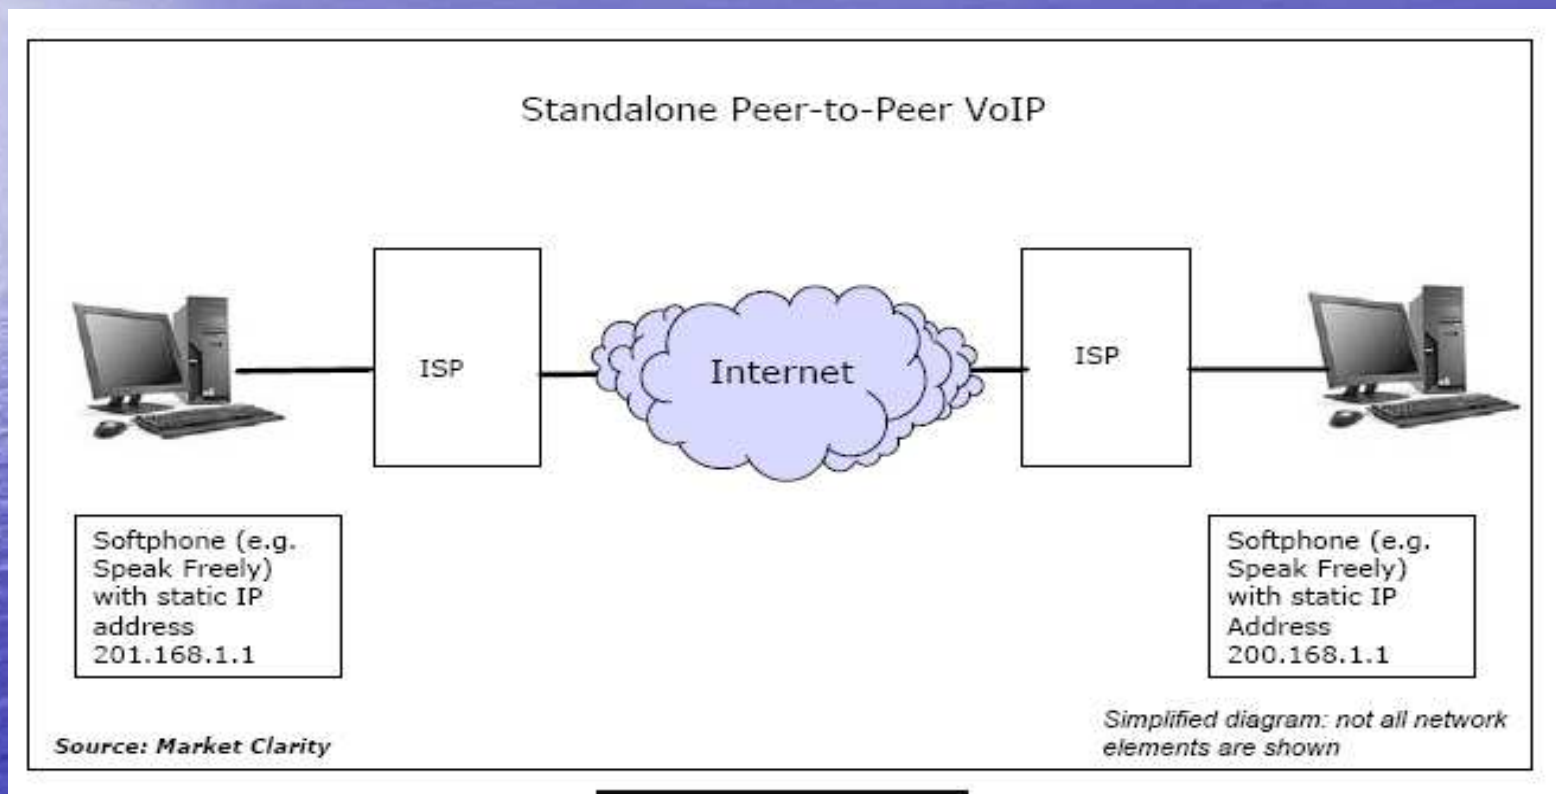 Standalone Peer-to-Peer VoIP
ISP
Internet
ISP
Softphone (e.g.
Speak Freely)
with static IP
address
201.168.1.1
Softphone (e.g.
Speak Freely)
with static IP
Address
200.168.1.1
Source: Market Clarity
Simplified diagram: not all network
elements are shown